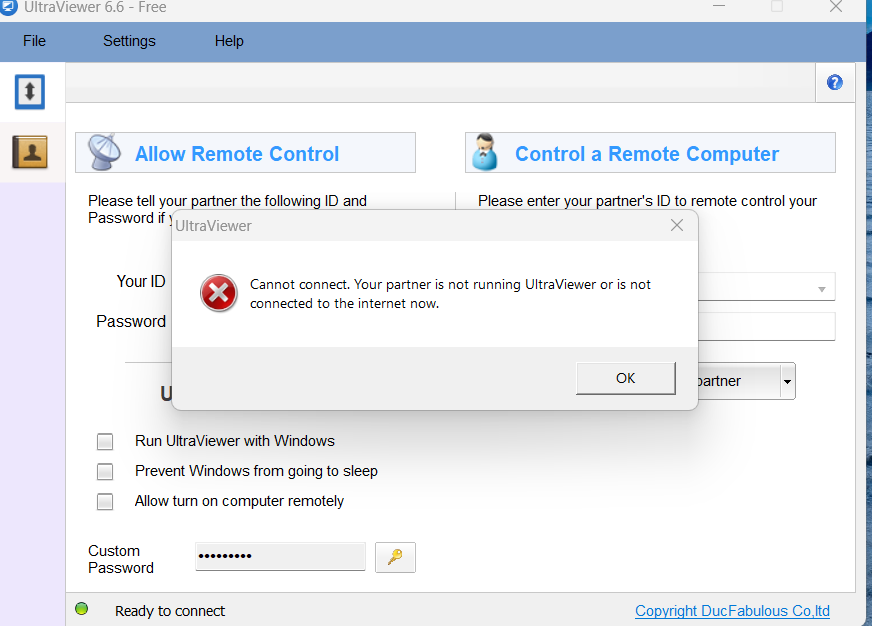 UltraViewer 6.6 - Free
File Settings Help
Allow Remote Control
Control a Remote Computer
Please tell your partner the following ID and
Password if
Please enter your partner's ID to remote control your
UltraViewer
Cannot connect. Your partner is not running UltraViewer or is not
connected to the internet now.
OK
Your ID
Password
partner
U
Run UltraViewer with Windows
Prevent Windows from going to sleep
Allow turn on computer remotely
Custom
Password
•••••••••
Ready to connect
Copyright DucFabulous Co,ltd